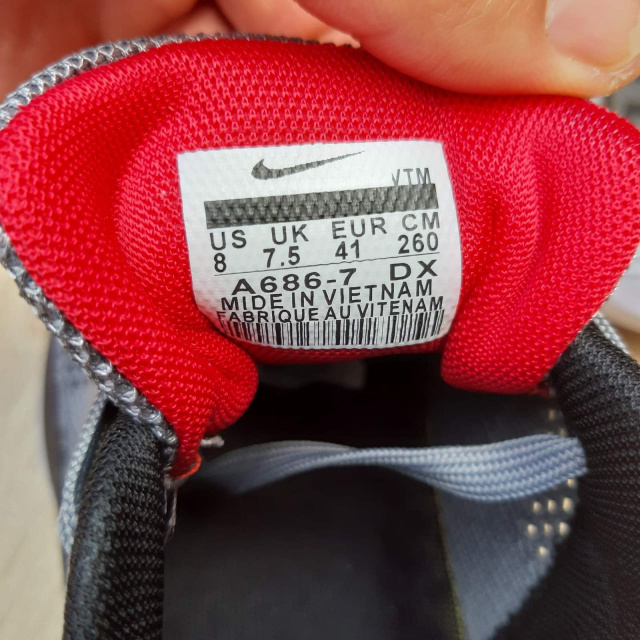 VTM
US UK EUR CM
8 7.5 41 260
A686-7 DX
MIDE IN VIETNAM
FABRIQUE AU VITENAM